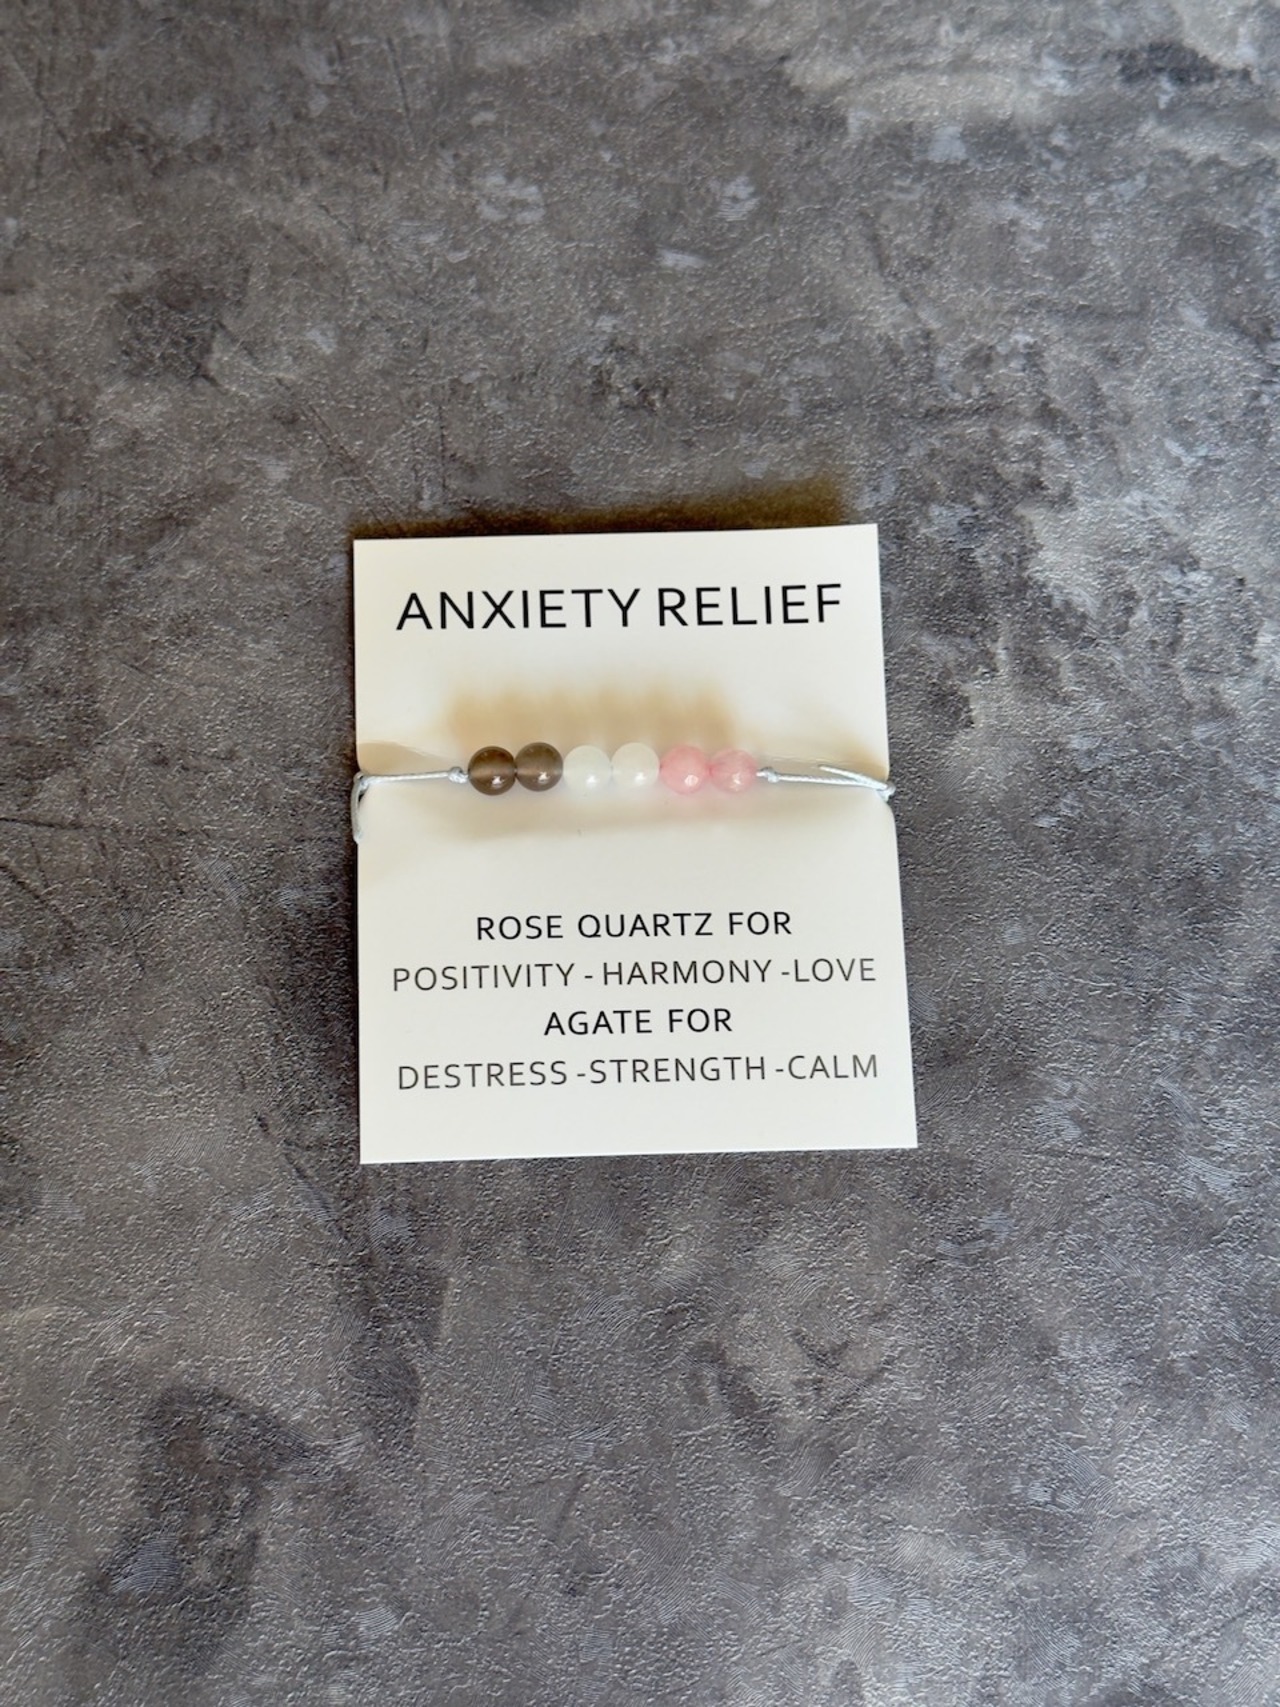 ANXIETY RELIEF
ROSE QUARTZ FOR
POSITIVITY - HARMONY -LOVE
AGATE FOR
DESTRESS -STRENGTH -CALM